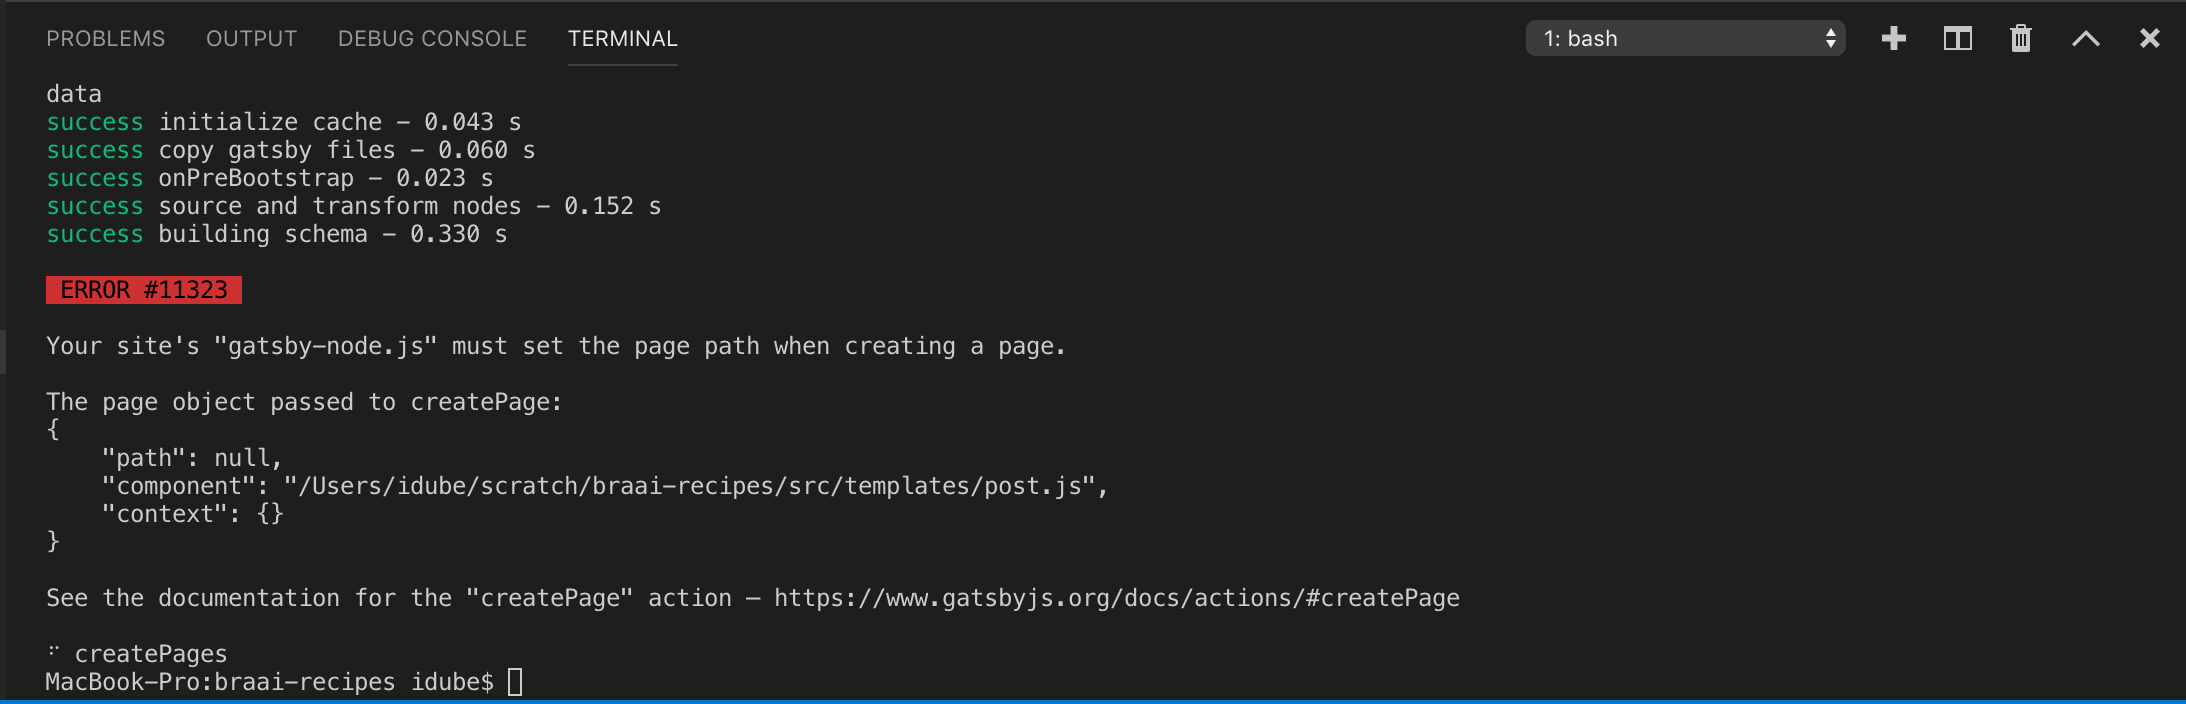 PROBLEMS OUTPUT DEBUG CONSOLE TERMINAL 1: bash
data
success initialize cache - 0.043 s
success copy gatsby files - 0.060 s
success onPreBootstrap - 0.023 s
success source and transform nodes - 0.152 s
success building schema - 0.330 s
ERROR #11323
Your site's "gatsby-node.js" must set the page path when creating a page.
The page object passed to createPage:
{
    "path": null,
    "component": "/Users/idube/scratch/braai-recipes/src/templates/post.js",
    "context": {}
}
See the documentation for the "createPage" action — https://www.gatsbyjs.org/docs/actions/#createPage
⠋ createPages
MacBook-Pro:braai-recipes idube$